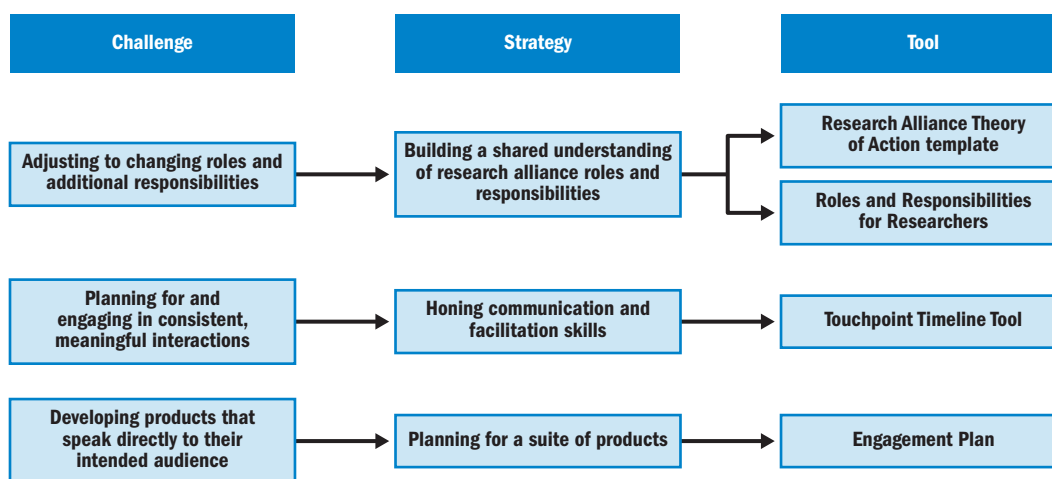 Challenge
Strategy
Tool
Adjusting to changing roles and
additional responsibilities
Building a shared understanding
of research alliance roles and
responsibilities
Research Alliance Theory
of Action template
Roles and Responsibilities
for Researchers
Planning for and
engaging in consistent,
meaningful interactions
Honing communication and
facilitation skills
Touchpoint Timeline Tool
Developing products that
speak directly to their
intended audience
Planning for a suite of products
Engagement Plan